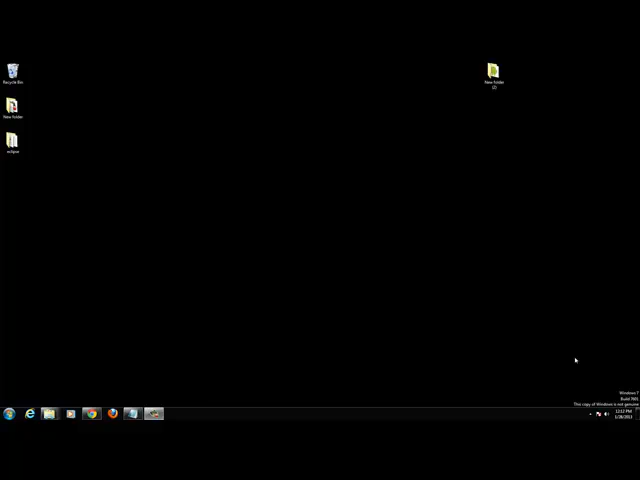 Recycle Bin
New folder
(2)
New folder
eclipse
Windows 7
Build 7601
This copy of Windows is not genuine
12:12 PM
1/28/2013